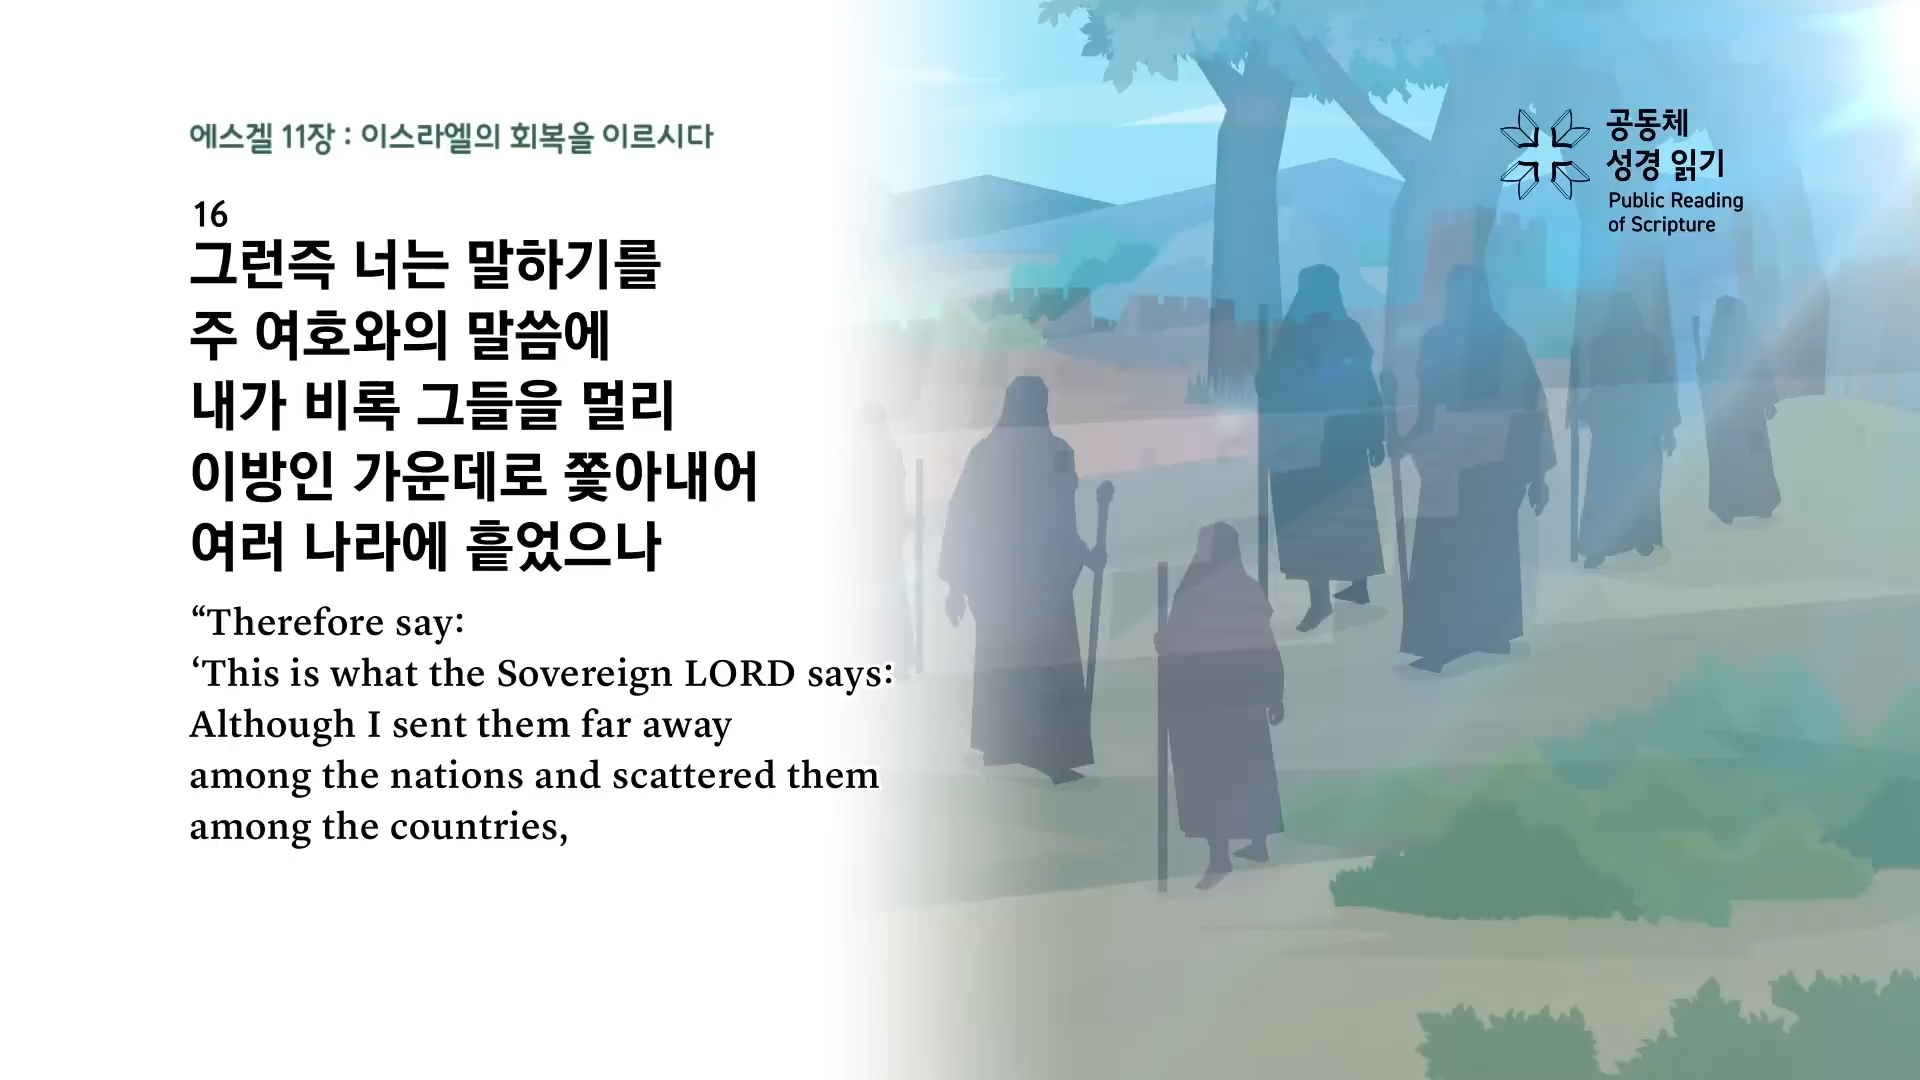 에스겔 11장 : 이스라엘의 회복을 이르시다
16
그런즉 너는 말하기를
주 여호와의 말씀에
내가 비록 그들을 멀리
이방인 가운데로 쫓아내어
여러 나라에 흩었으나
“Therefore say:
‘This is what the Sovereign LORD says:
Although I sent them far away
among the nations and scattered them
among the countries,
공동체
성경 읽기
Public Reading
of Scripture